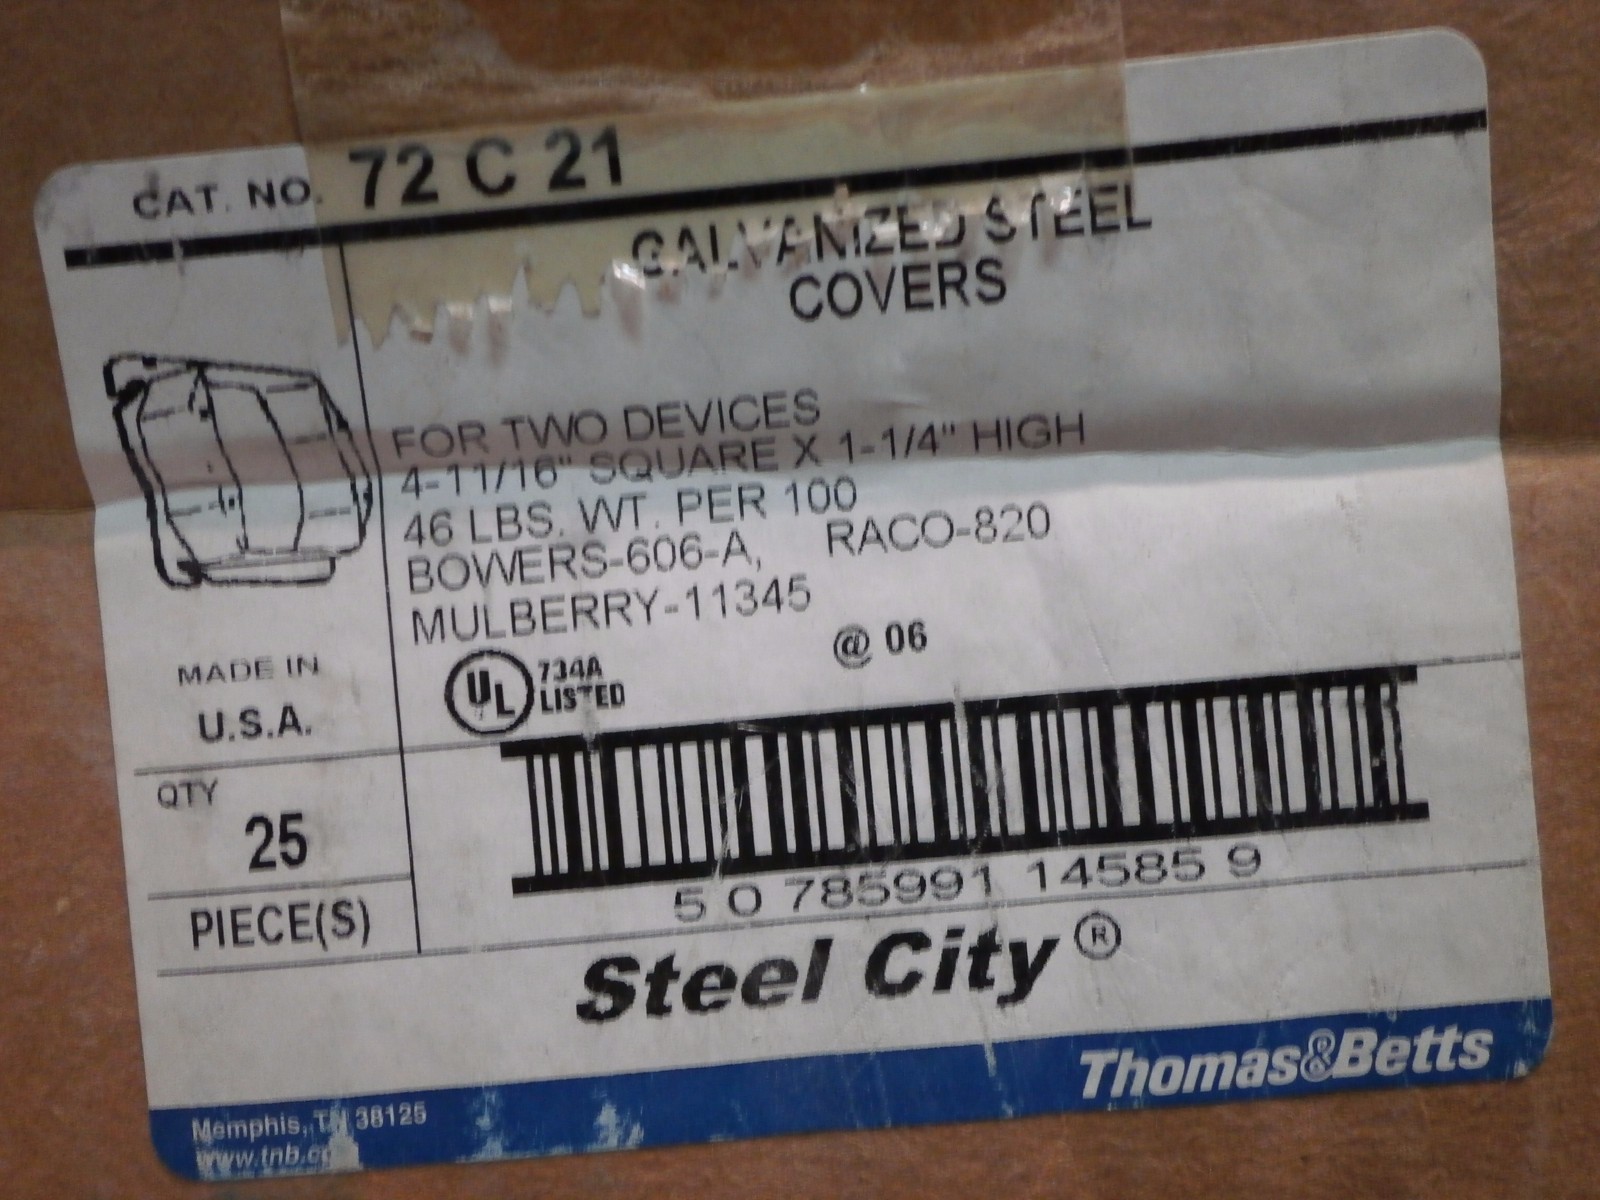 CAT. NO. 72 C 21
GALVANIZED STEEL
COVERS
FOR TWO DEVICES
4-11/16" SQUARE X 1-1/4" HIGH
46 LBS. WT. PER 100
BOWERS-606-A, RACO-820
MULBERRY-11345
@ 06
UL 734A
LISTED
MADE IN
U.S.A.
QTY
25
PIECE(S)
5 0 785991 14585 9
Steel City ®
Thomas&Betts
Memphis, TN 38125